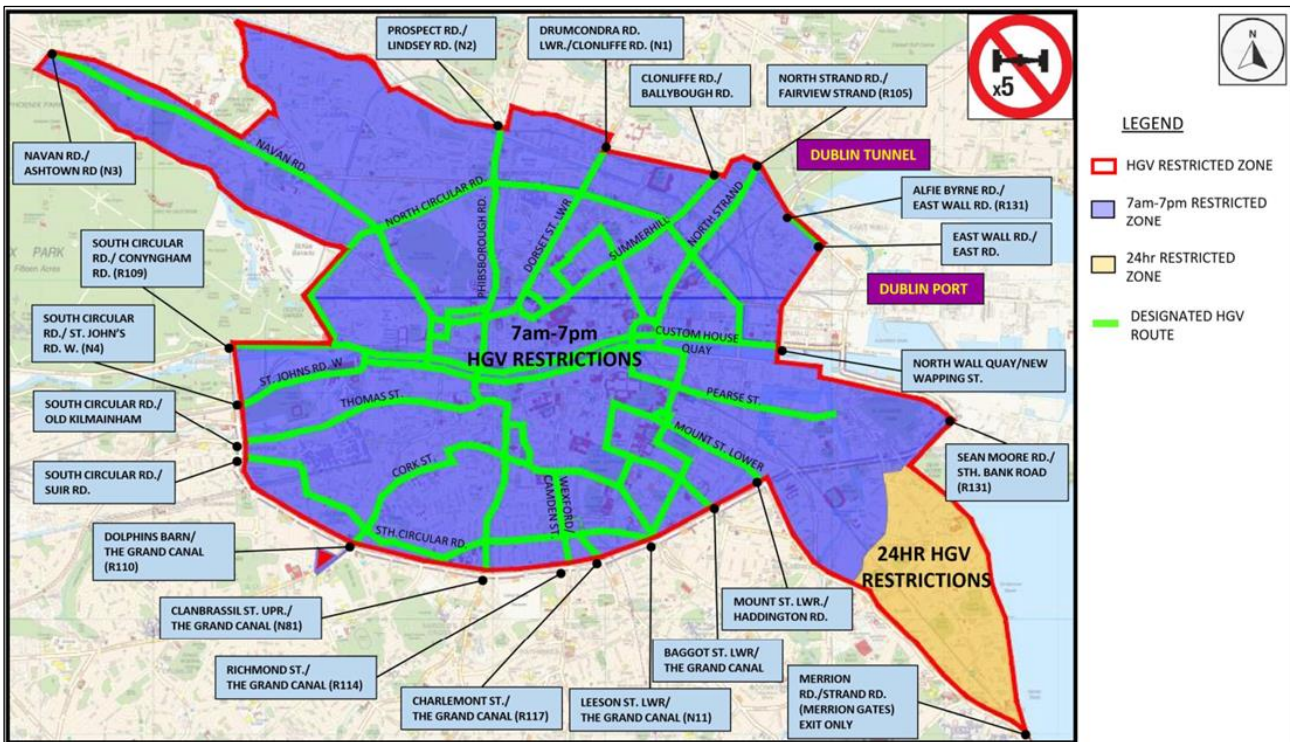 PROSPECT RD./
LINDSEY RD. (N2)
DRUMCONDRA RD.
LWR./CLONLIFFE RD. (N1)
CLONLIFFE RD./
BALLYBOUGH RD.
NORTH STRAND RD./
FAIRVIEW STRAND (R105)
x5
N
LEGEND
HGV RESTRICTED ZONE
7am-7pm RESTRICTED
ZONE
24hr RESTRICTED
ZONE
DESIGNATED HGV
ROUTE
NAVAN RD./
ASHTOWN RD (N3)
DUBLIN TUNNEL
ALFIE BYRNE RD./
EAST WALL RD. (R131)
EAST WALL RD./
EAST RD.
DUBLIN PORT
NORTH WALL QUAY/NEW
WAPPING ST.
SEAN MOORE RD./
STH. BANK ROAD
(R131)
SOUTH CIRCULAR
RD./ CONYNGHAM
RD. (R109)
SOUTH CIRCULAR
RD./ ST. JOHN'S
RD. W. (N4)
SOUTH CIRCULAR RD./
OLD KILMAINHAM
SOUTH CIRCULAR RD./
SUIR RD.
DOLPHINS BARN/
THE GRAND CANAL
(R110)
CLANBRASSIL ST. UPR./
THE GRAND CANAL (N81)
RICHMOND ST./
THE GRAND CANAL (R114)
CHARLEMONT ST./
THE GRAND CANAL (R117)
LEESON ST. LWR/
THE GRAND CANAL (N11)
BAGGOT ST. LWR/
THE GRAND CANAL
MOUNT ST. LWR./
HADDINGTON RD.
MERRION
RD./STRAND RD.
(MERRION GATES)
EXIT ONLY
NAVAN RD.
NORTH CIRCULAR RD.
PHIBSBOROUGH RD.
DORSET ST. LWR
SUMMERHILL
NORTH STRAND
7am-7pm
HGV RESTRICTIONS
CUSTOM HOUSE
QUAY
ST. JOHNS RD. W
THOMAS ST.
PEARSE ST.
MOUNT ST. LOWER
CORK ST.
WEXFORD/
CAMDEN ST.
STH.CIRCULAR RD.
24HR HGV
RESTRICTIONS
X PARK
Fifteen Acres